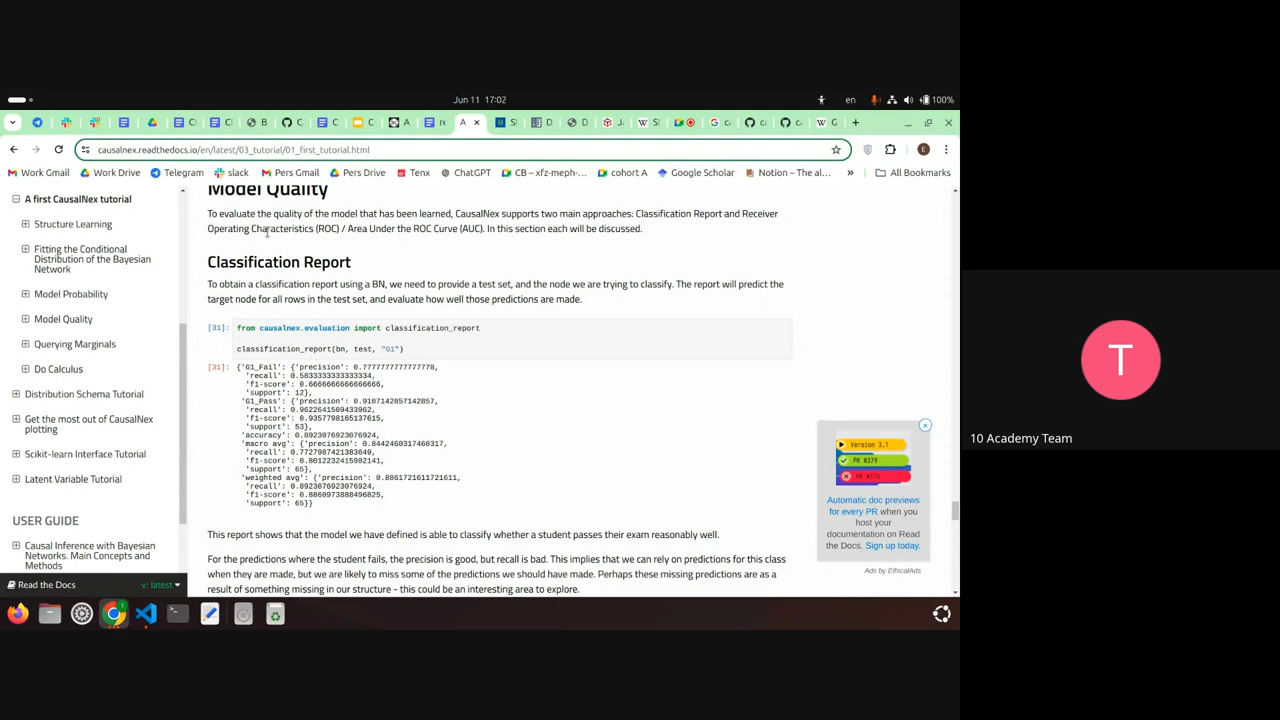 Jun 11 17:02
en
100%
causalnex.readthedocs.io/en/latest/03_tutorial/01_first_tutorial.html
Work Gmail
Work Drive
Telegram
slack
Pers Gmail
Pers Drive
Tenx
ChatGPT
CB – xfz-meph-...
cohort A
Google Scholar
Notion – The al...
All Bookmarks
A first CausalNex tutorial
Structure Learning
Fitting the Conditional
Distribution of the Bayesian
Network
Model Probability
Model Quality
Querying Marginals
Do Calculus
Distribution Schema Tutorial
Get the most out of CausalNex
plotting
Scikit-learn Interface Tutorial
Latent Variable Tutorial
USER GUIDE
Causal Inference with Bayesian
Networks. Main Concepts and
Methods
Read the Docs
v: latest
Model Quality
To evaluate the quality of the model that has been learned, CausalNex supports two main approaches: Classification Report and Receiver
Operating Characteristics (ROC) / Area Under the ROC Curve (AUC). In this section each will be discussed.
Classification Report
To obtain a classification report using a BN, we need to provide a test set, and the node we are trying to classify. The report will predict the
target node for all rows in the test set, and evaluate how well those predictions are made.
[31]: from causalnex.evaluation import classification_report
classification_report(bn, test, "G1")
[31]: {'G1_Fail': {'precision': 0.7777777777777778,
'recall': 0.5833333333333334,
'f1-score': 0.6666666666666666,
'support': 12},
'G1_Pass': {'precision': 0.9107142857142857,
'recall': 0.9622641509433962,
'f1-score': 0.9357798165137615,
'support': 53},
'accuracy': 0.8923076923076924,
'macro avg': {'precision': 0.8442460317460317,
'recall': 0.7727987421383649,
'f1-score': 0.8012232415902141,
'support': 65},
'weighted avg': {'precision': 0.8861721611721611,
'recall': 0.8923076923076924,
'f1-score': 0.8860973888496825,
'support': 65}}
This report shows that the model we have defined is able to classify whether a student passes their exam reasonably well.
For the predictions where the student fails, the precision is good, but recall is bad. This implies that we can rely on predictions for this class
when they are made, but we are likely to miss some of the predictions we should have made. Perhaps these missing predictions are as a
result of something missing in our structure - this could be an interesting area to explore.
Version 3.1
PR #379
PR #378
Automatic doc previews
for every PR when you
host your
documentation on Read
the Docs. Sign up today.
Ads by EthicalAds
T
10 Academy Team